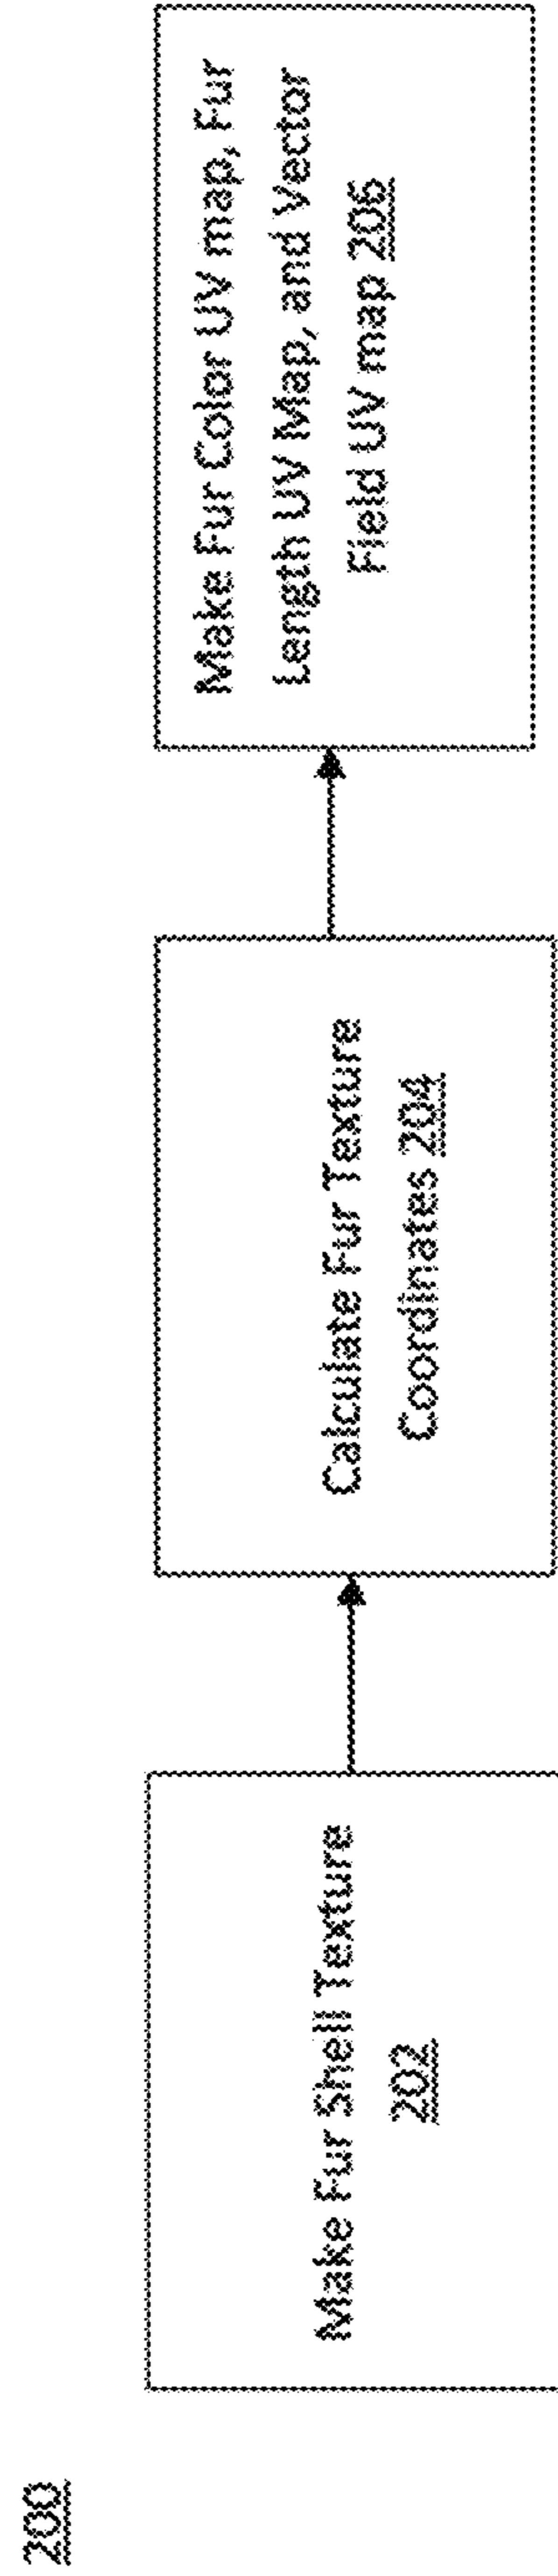 200
Make Fur Shell Texture
202
Calculate Fur Texture
Coordinates 204
Make Fur Color UV map, Fur
Length UV Map, and Vector
Field UV map 206